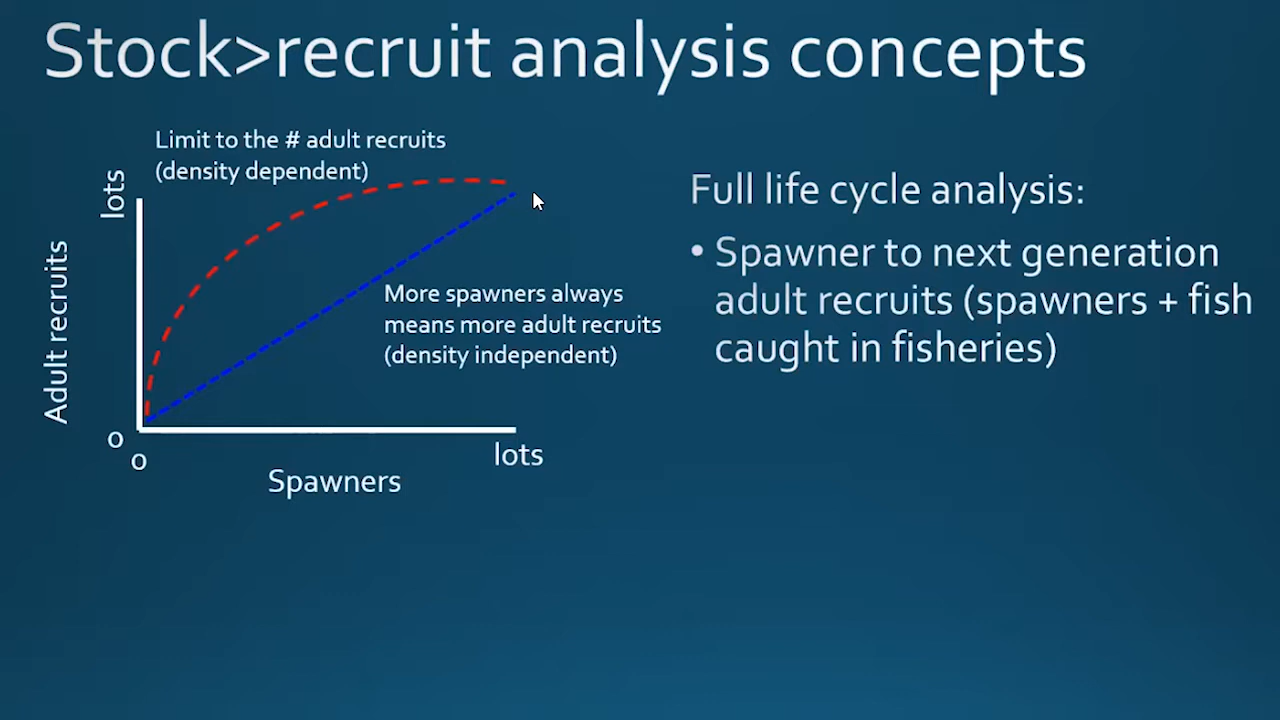 Stock>recruit analysis concepts
Limit to the # adult recruits
(density dependent)
lots
Adult recruits
More spawners always
means more adult recruits
(density independent)
0
0
lots
Spawners
Full life cycle analysis:
• Spawner to next generation
adult recruits (spawners + fish
caught in fisheries)